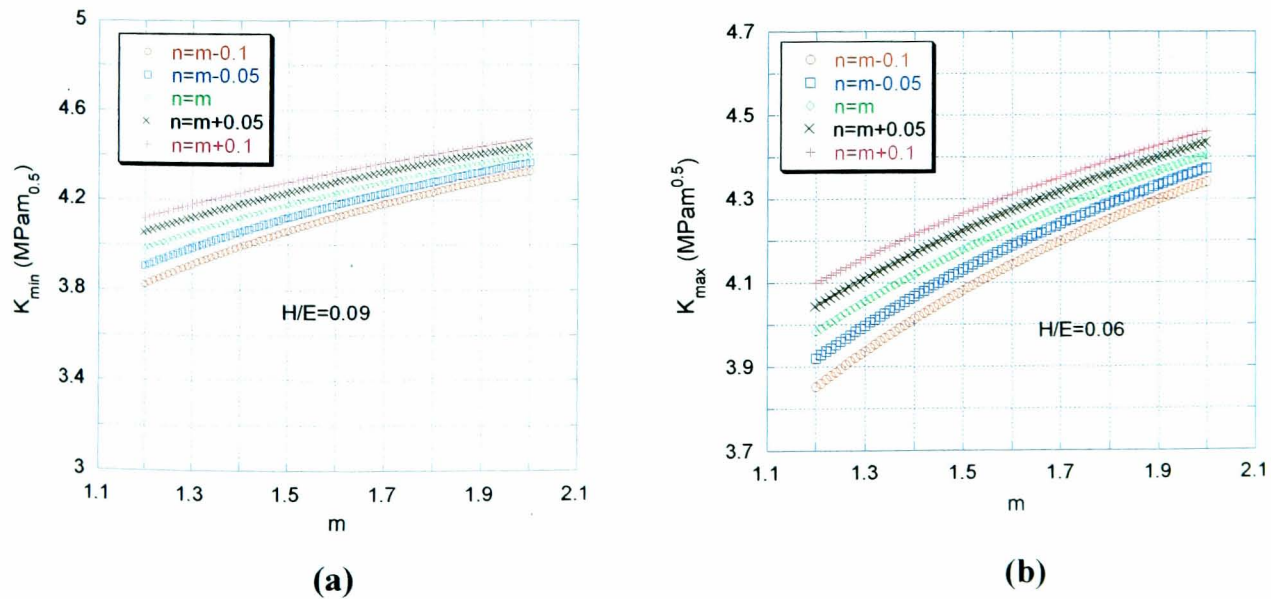 5
4.6
4.2
3.8
3.4
3
K_min (MPam_0.5)
n=m-0.1
n=m-0.05
n=m
n=m+0.05
n=m+0.1
H/E=0.09
1.1 1.3 1.5 1.7 1.9 2.1
m
(a)
4.7
4.5
4.3
4.1
3.9
3.7
K_max (MPam^0.5)
n=m-0.1
n=m-0.05
n=m
n=m+0.05
n=m+0.1
H/E=0.06
1.1 1.3 1.5 1.7 1.9 2.1
m
(b)